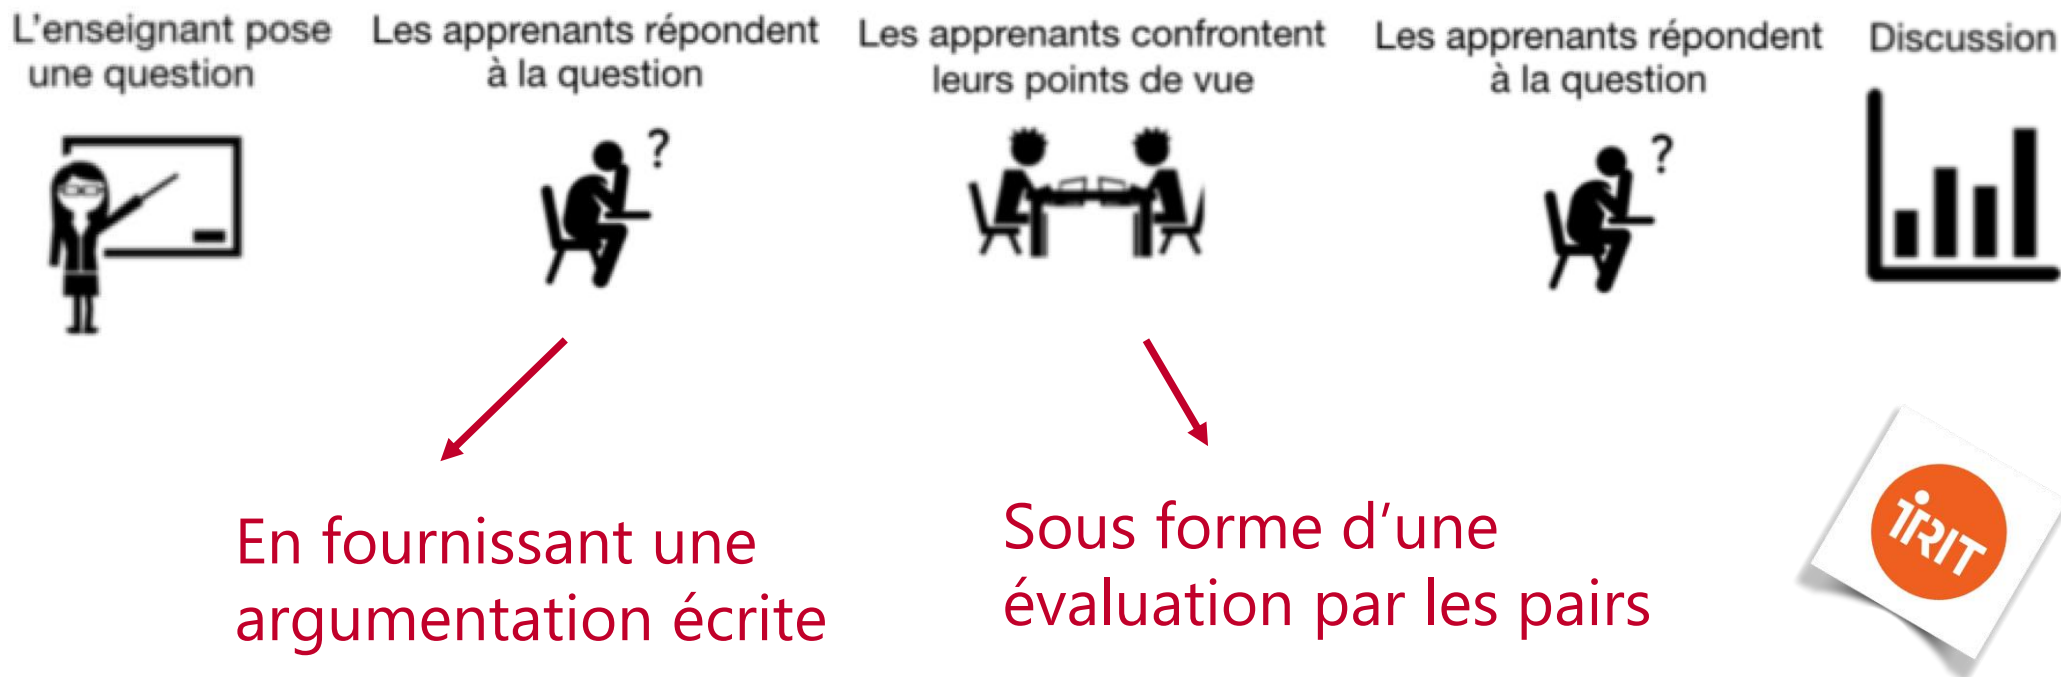 L'enseignant pose
une question
Les apprenants répondent
à la question
Les apprenants confrontent
leurs points de vue
Les apprenants répondent
à la question
Discussion
?
?
En fournissant une
argumentation écrite
Sous forme d’une
évaluation par les pairs
iRIT